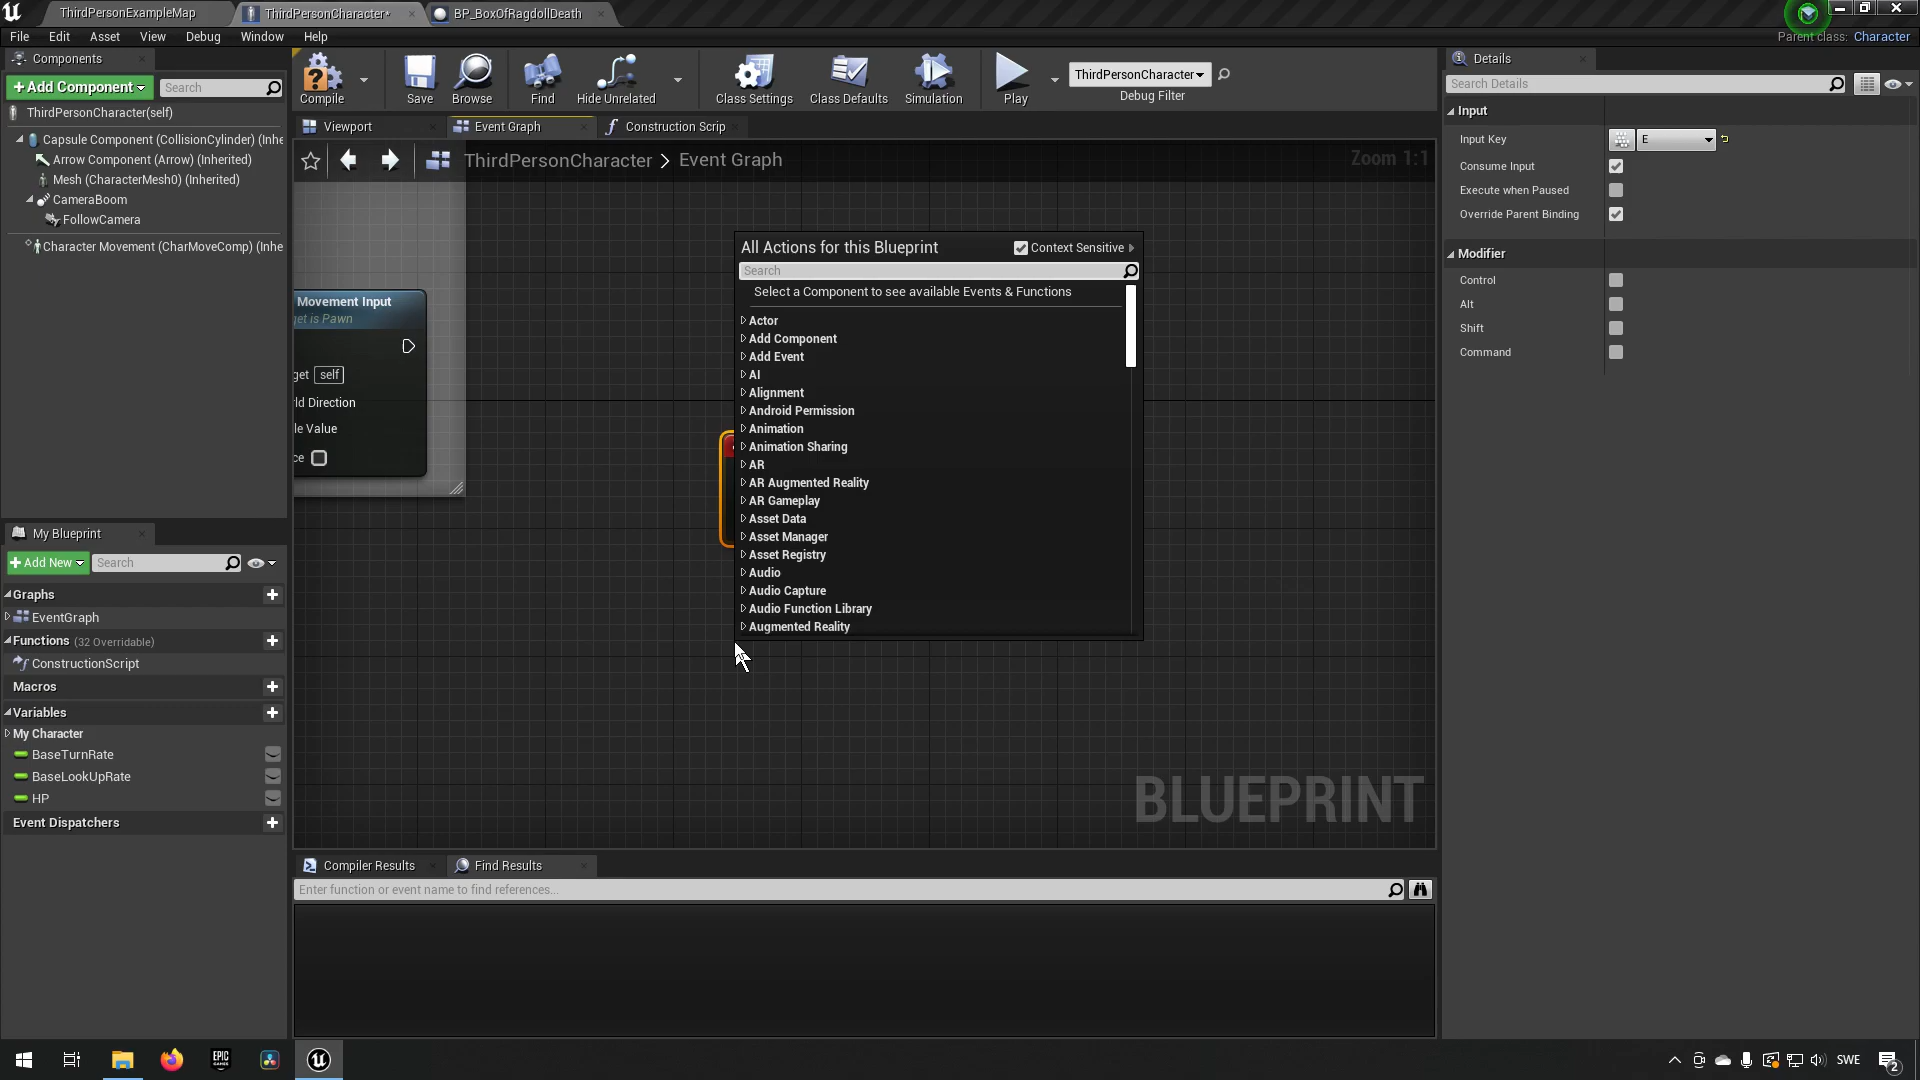 ThirdPersonExampleMap
ThirdPersonCharacter*
BP_BoxOfRagdollDeath
File Edit Asset View Debug Window Help
Parent class: Character
Components
+Add Component
Search
ThirdPersonCharacter(self)
Capsule Component (CollisionCylinder) (Inhe
Arrow Component (Arrow) (Inherited)
Mesh (CharacterMesh0) (Inherited)
CameraBoom
FollowCamera
Character Movement (CharMoveComp) (Inhe
My Blueprint
+Add New
Search
Graphs
EventGraph
Functions (32 Overridable)
ConstructionScript
Macros
Variables
My Character
BaseTurnRate
BaseLookUpRate
HP
Event Dispatchers
Compile
Save
Browse
Find
Hide Unrelated
Class Settings
Class Defaults
Simulation
Play
ThirdPersonCharacter
Debug Filter
Viewport
Event Graph
Construction Scrip
ThirdPersonCharacter > Event Graph
Zoom 1:1
Movement Input
get is Pawn
get self
ld Direction
le Value
ce
All Actions for this Blueprint
Context Sensitive
Search
Select a Component to see available Events & Functions
Actor
Add Component
Add Event
AI
Alignment
Android Permission
Animation
Animation Sharing
AR
AR Augmented Reality
AR Gameplay
Asset Data
Asset Manager
Asset Registry
Audio
Audio Capture
Audio Function Library
Augmented Reality
BLUEPRINT
Compiler Results
Find Results
Enter function or event name to find references...
Details
Search Details
Input
Input Key
E
Consume Input
Execute when Paused
Override Parent Binding
Modifier
Control
Alt
Shift
Command
EPIC
GAMES
SWE
2